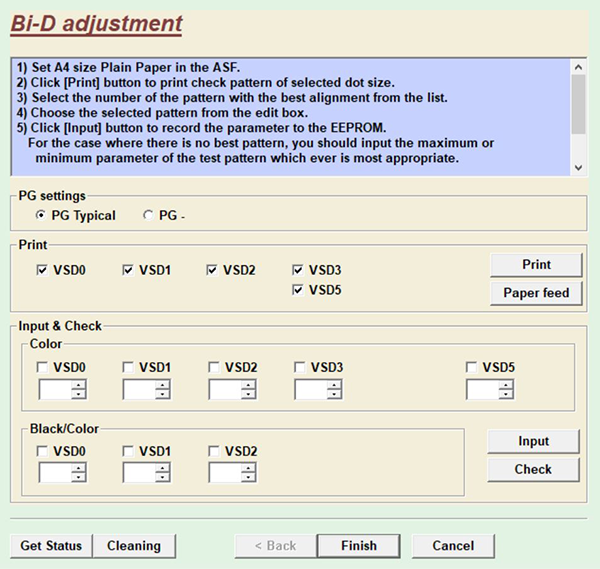 Bi-D adjustment
1) Set A4 size Plain Paper in the ASF.
2) Click [Print] button to print check pattern of selected dot size.
3) Select the number of the pattern with the best alignment from the list.
4) Choose the selected pattern from the edit box.
5) Click [Input] button to record the parameter to the EEPROM.
For the case where there is no best pattern, you should input the maximum or
minimum parameter of the test pattern which ever is most appropriate.
PG settings
PG Typical PG -
Print
VSD0 VSD1 VSD2 VSD3 Print
VSD5 Paper feed
Input & Check
Color
VSD0 VSD1 VSD2 VSD3 VSD5
Black/Color
VSD0 VSD1 VSD2 Input
Check
Get Status Cleaning < Back Finish Cancel